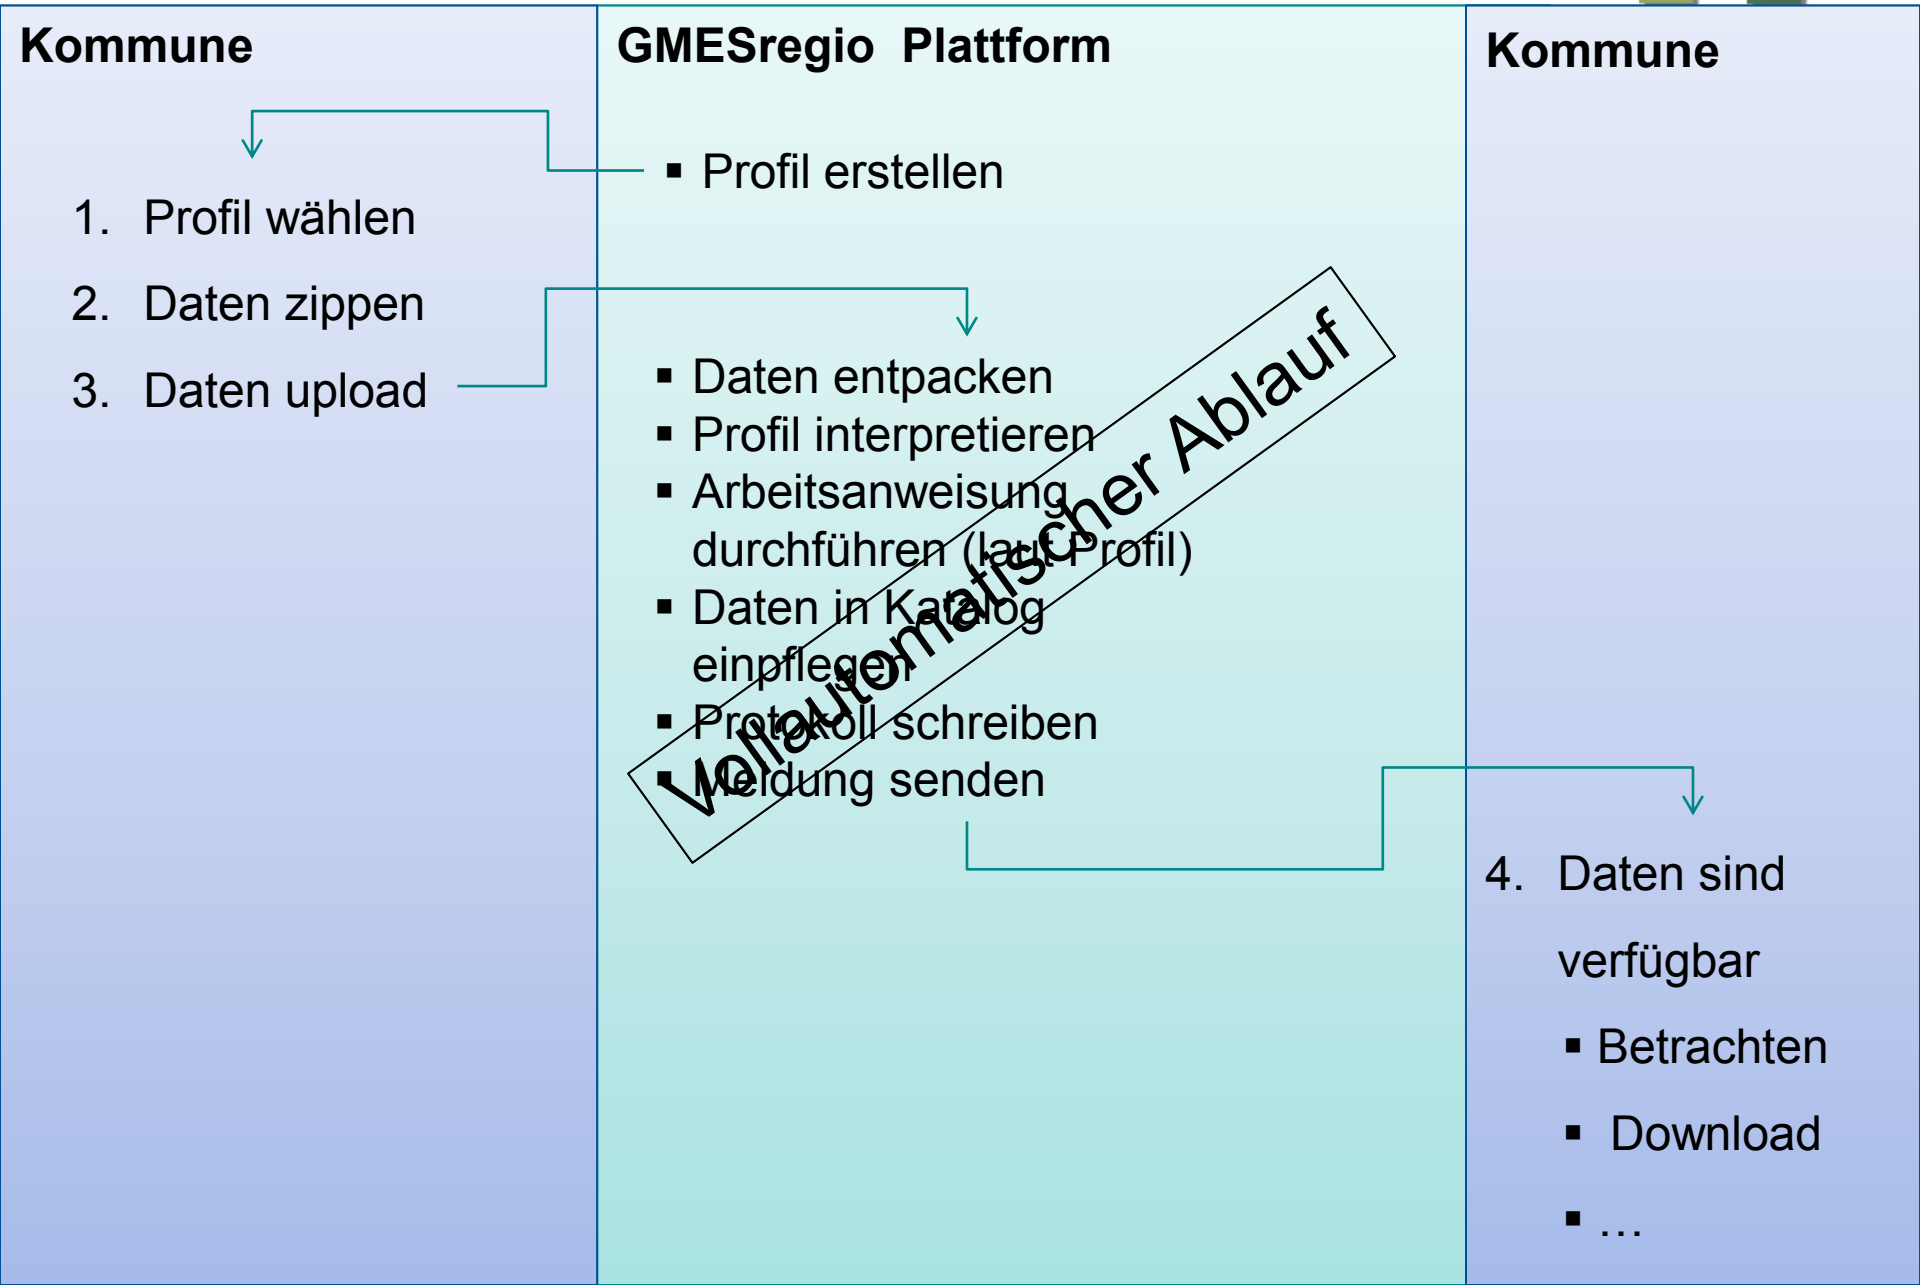 Kommune
1. Profil wählen
2. Daten zippen
3. Daten upload
GMESregio Plattform
▪ Profil erstellen
▪ Daten entpacken
▪ Profil interpretieren
▪ Arbeitsanweisung
durchführen (laut Profil)
▪ Daten in Katalog
einpflegen
▪ Protokoll schreiben
▪ Meldung senden
Vollautomatischer Ablauf
Kommune
4. Daten sind
verfügbar
▪ Betrachten
▪ Download
▪ …